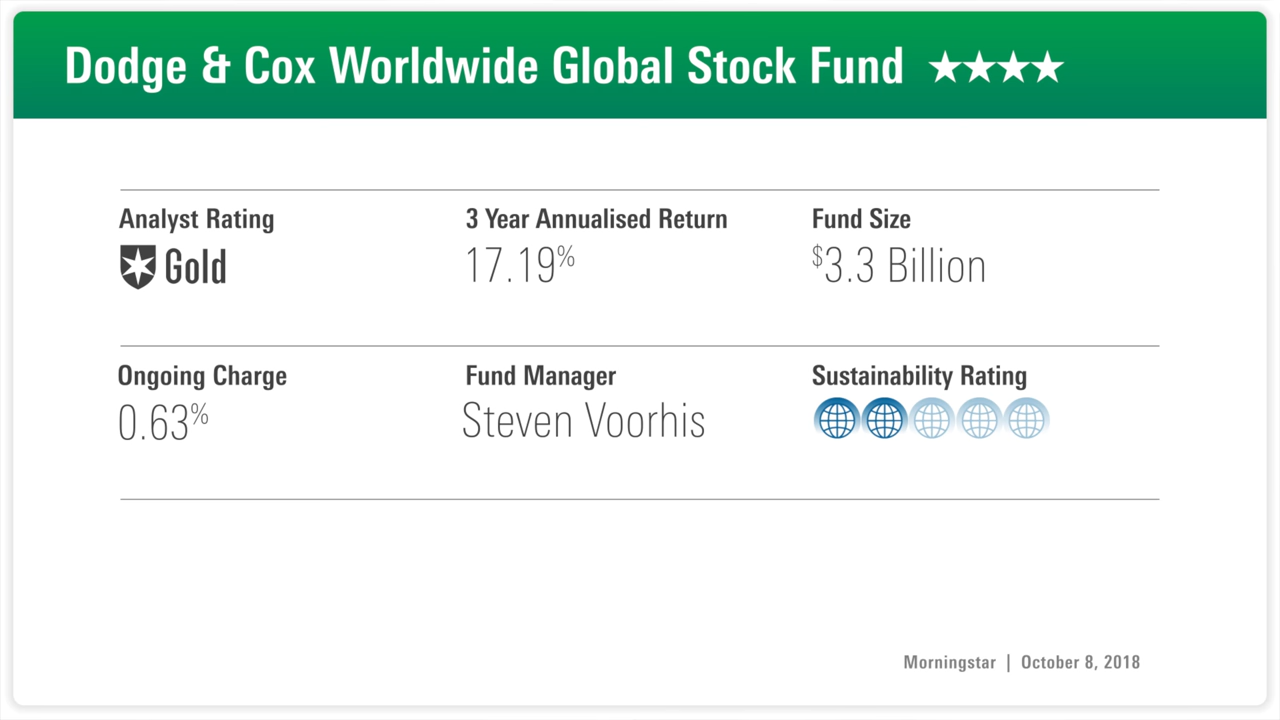 Dodge & Cox Worldwide Global Stock Fund ★★★★
Analyst Rating
Gold
3 Year Annualised Return
17.19%
Fund Size
$3.3 Billion
Ongoing Charge
0.63%
Fund Manager
Steven Voorhis
Sustainability Rating
Morningstar | October 8, 2018